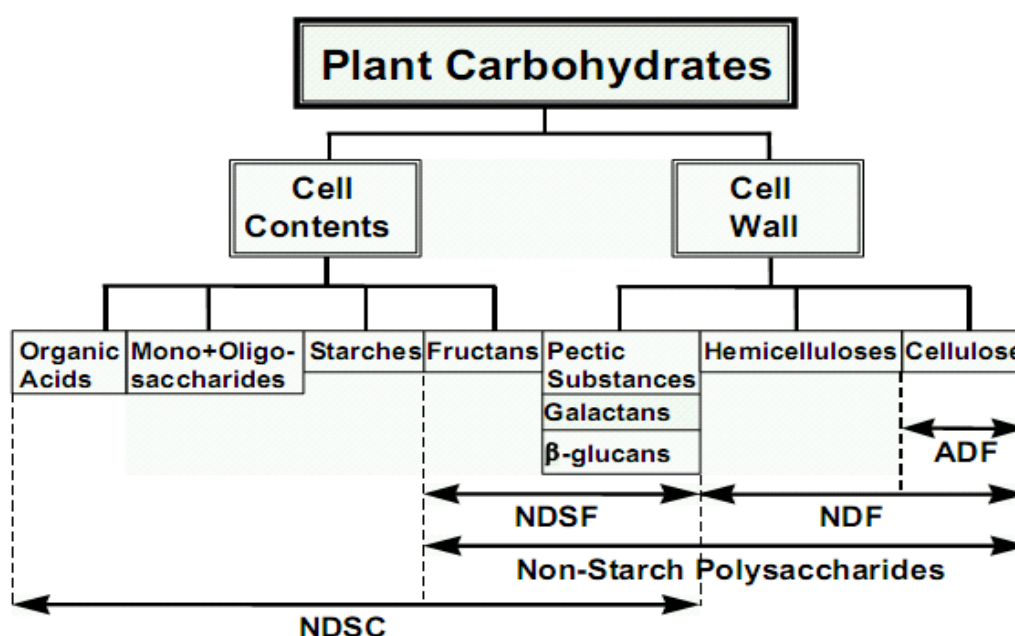 Plant Carbohydrates
Cell
Contents
Cell
Wall
Organic
Acids
Mono+Oligo-
saccharides
Starches
Fructans
Pectic
Substances
Galactans
β-glucans
Hemicelluloses
Cellulose
ADF
NDSF
NDF
Non-Starch Polysaccharides
NDSC